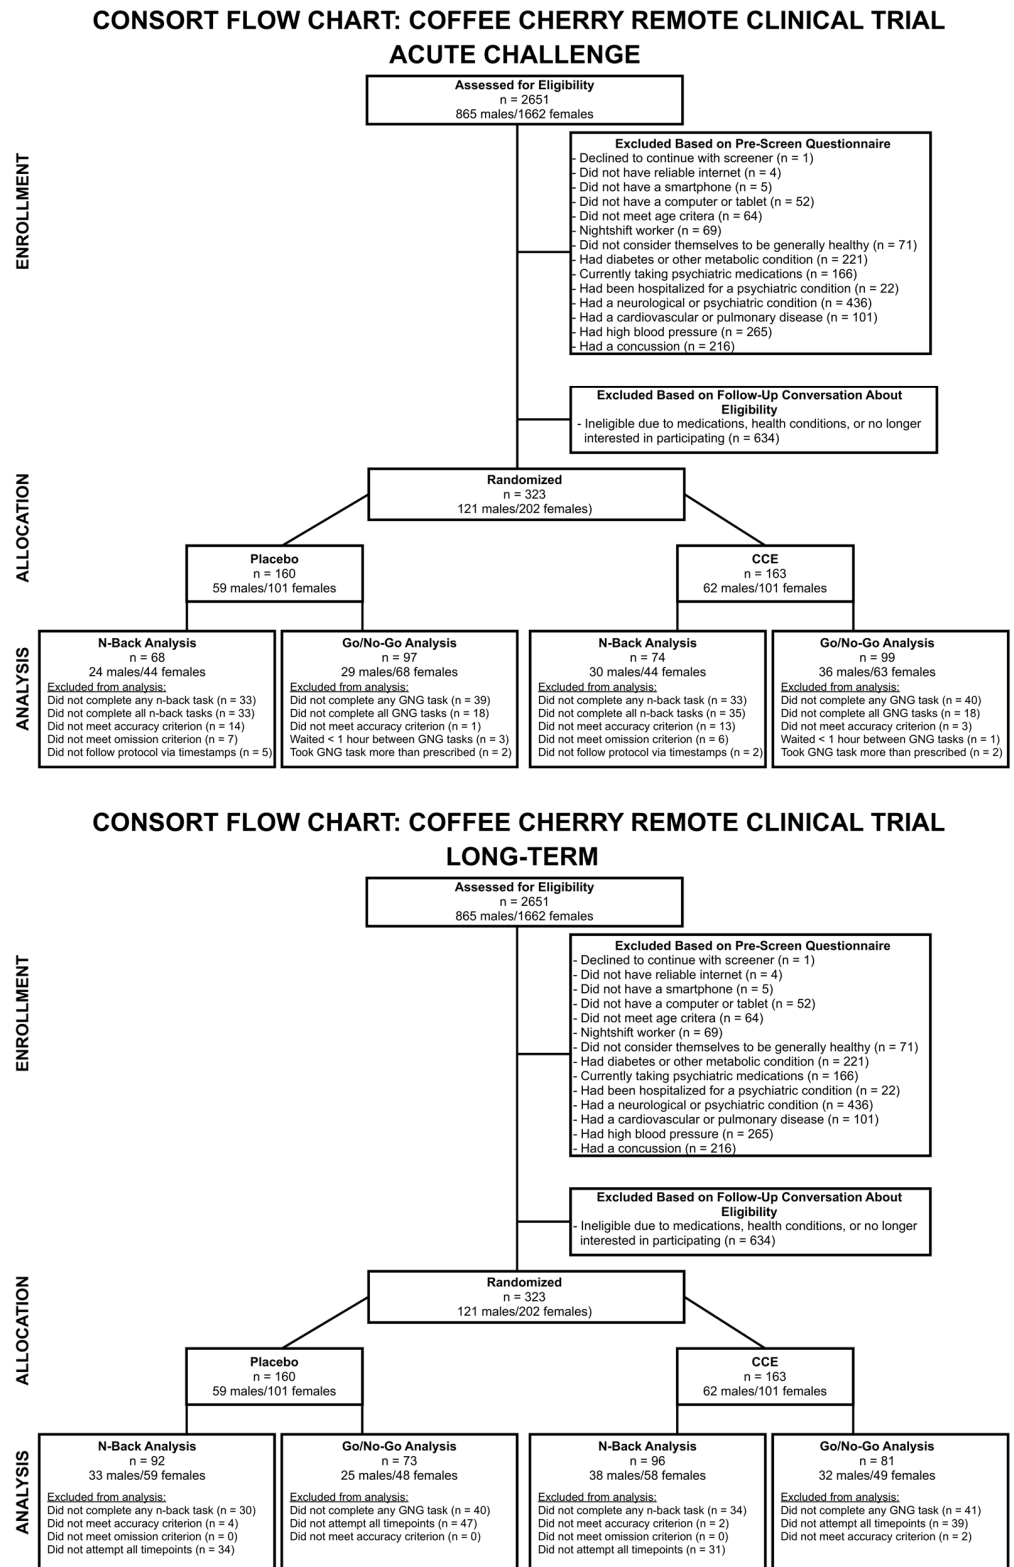 CONSORT FLOW CHART: COFFEE CHERRY REMOTE CLINICAL TRIAL
ACUTE CHALLENGE
ENROLLMENT
Assessed for Eligibility
n = 2651
865 males/1662 females
Excluded Based on Pre-Screen Questionnaire
- Declined to continue with screener (n = 1)
- Did not have reliable internet (n = 4)
- Did not have a smartphone (n = 5)
- Did not have a computer or tablet (n = 52)
- Did not meet age critera (n = 64)
- Nightshift worker (n = 69)
- Did not consider themselves to be generally healthy (n = 71)
- Had diabetes or other metabolic condition (n = 221)
- Currently taking psychiatric medications (n = 166)
- Had been hospitalized for a psychiatric condition (n = 22)
- Had a neurological or psychiatric condition (n = 436)
- Had a cardiovascular or pulmonary disease (n = 101)
- Had high blood pressure (n = 265)
- Had a concussion (n = 216)
Excluded Based on Follow-Up Conversation About
Eligibility
- Ineligible due to medications, health conditions, or no longer
interested in participating (n = 634)
ALLOCATION
Randomized
n = 323
121 males/202 females)
Placebo
n = 160
59 males/101 females
CCE
n = 163
62 males/101 females
ANALYSIS
N-Back Analysis
n = 68
24 males/44 females
Excluded from analysis:
Did not complete any n-back task (n = 33)
Did not complete all n-back tasks (n = 33)
Did not meet accuracy criterion (n = 14)
Did not meet omission criterion (n = 7)
Did not follow protocol via timestamps (n = 5)
Go/No-Go Analysis
n = 97
29 males/68 females
Excluded from analysis:
Did not complete any GNG task (n = 39)
Did not complete all GNG tasks (n = 18)
Did not meet accuracy criterion (n = 1)
Waited < 1 hour between GNG tasks (n = 3)
Took GNG task more than prescribed (n = 2)
N-Back Analysis
n = 74
30 males/44 females
Excluded from analysis:
Did not complete any n-back task (n = 33)
Did not complete all n-back tasks (n = 35)
Did not meet accuracy criterion (n = 13)
Did not meet omission criterion (n = 6)
Did not follow protocol via timestamps (n = 2)
Go/No-Go Analysis
n = 99
36 males/63 females
Excluded from analysis:
Did not complete any GNG task (n = 40)
Did not complete all GNG tasks (n = 18)
Did not meet accuracy criterion (n = 3)
Waited < 1 hour between GNG tasks (n = 1)
Took GNG task more than prescribed (n = 2)
CONSORT FLOW CHART: COFFEE CHERRY REMOTE CLINICAL TRIAL
LONG-TERM
ENROLLMENT
Assessed for Eligibility
n = 2651
865 males/1662 females
Excluded Based on Pre-Screen Questionnaire
- Declined to continue with screener (n = 1)
- Did not have reliable internet (n = 4)
- Did not have a smartphone (n = 5)
- Did not have a computer or tablet (n = 52)
- Did not meet age critera (n = 64)
- Nightshift worker (n = 69)
- Did not consider themselves to be generally healthy (n = 71)
- Had diabetes or other metabolic condition (n = 221)
- Currently taking psychiatric medications (n = 166)
- Had been hospitalized for a psychiatric condition (n = 22)
- Had a neurological or psychiatric condition (n = 436)
- Had a cardiovascular or pulmonary disease (n = 101)
- Had high blood pressure (n = 265)
- Had a concussion (n = 216)
Excluded Based on Follow-Up Conversation About
Eligibility
- Ineligible due to medications, health conditions, or no longer
interested in participating (n = 634)
ALLOCATION
Randomized
n = 323
121 males/202 females)
Placebo
n = 160
59 males/101 females
CCE
n = 163
62 males/101 females
ANALYSIS
N-Back Analysis
n = 92
33 males/59 females
Excluded from analysis:
Did not complete any n-back task (n = 30)
Did not meet accuracy criterion (n = 4)
Did not meet omission criterion (n = 0)
Did not attempt all timepoints (n = 34)
Go/No-Go Analysis
n = 73
25 males/48 females
Excluded from analysis:
Did not complete any GNG task (n = 40)
Did not attempt all timepoints (n = 47)
Did not meet accuracy criterion (n = 0)
N-Back Analysis
n = 96
38 males/58 females
Excluded from analysis:
Did not complete any n-back task (n = 34)
Did not meet accuracy criterion (n = 2)
Did not meet omission criterion (n = 0)
Did not attempt all timepoints (n = 31)
Go/No-Go Analysis
n = 81
32 males/49 females
Excluded from analysis:
Did not complete any GNG task (n = 41)
Did not attempt all timepoints (n = 39)
Did not meet accuracy criterion (n = 2)